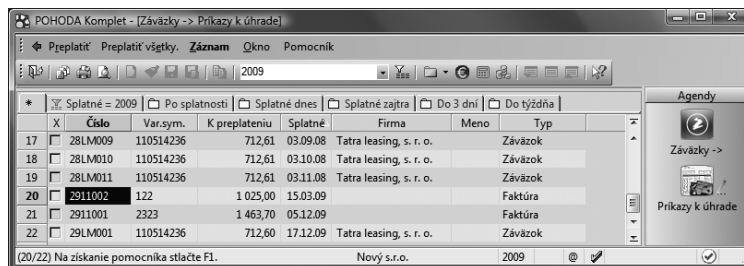 POHODA Komplet - [Záväzky -> Príkazy k úhrade]
Preplatiť Preplatiť všetky. Záznam Okno Pomocník
2009
* Splatné = 2009 Po splatnosti Splatné dnes Splatné zajtra Do 3 dní Do týždňa
X Číslo Var.sym. K preplateniu Splatné Firma Meno Typ
17 28LM009 110514236 712,61 03.09.08 Tatra leasing, s. r. o. Záväzok
18 28LM010 110514236 712,61 03.10.08 Tatra leasing, s. r. o. Záväzok
19 28LM011 110514236 712,61 03.11.08 Tatra leasing, s. r. o. Záväzok
20 2911002 122 1 025,00 15.03.09 Faktúra
21 2911001 2323 1 463,70 05.12.09 Faktúra
22 29LM001 110514236 712,60 17.12.09 Tatra leasing, s. r. o. Záväzok
Agendy
Záväzky ->
Príkazy k úhrade
(20/22) Na získanie pomocníka stlačte F1. Nový s.r.o. 2009 @